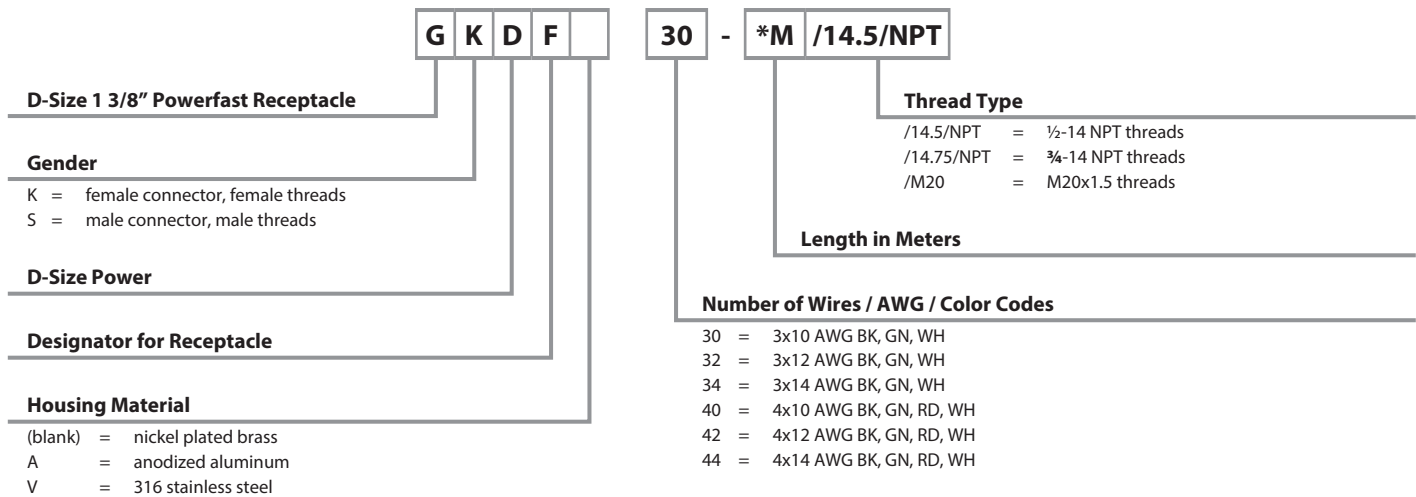 G K D F 30 - *M /14.5/NPT
D-Size 1 3/8” Powerfast Receptacle
Gender
K = female connector, female threads
S = male connector, male threads
D-Size Power
Designator for Receptacle
Housing Material
(blank) = nickel plated brass
A = anodized aluminum
V = 316 stainless steel
Thread Type
/14.5/NPT = ½-14 NPT threads
/14.75/NPT = ¾-14 NPT threads
/M20 = M20x1.5 threads
Length in Meters
Number of Wires / AWG / Color Codes
30 = 3x10 AWG BK, GN, WH
32 = 3x12 AWG BK, GN, WH
34 = 3x14 AWG BK, GN, WH
40 = 4x10 AWG BK, GN, RD, WH
42 = 4x12 AWG BK, GN, RD, WH
44 = 4x14 AWG BK, GN, RD, WH